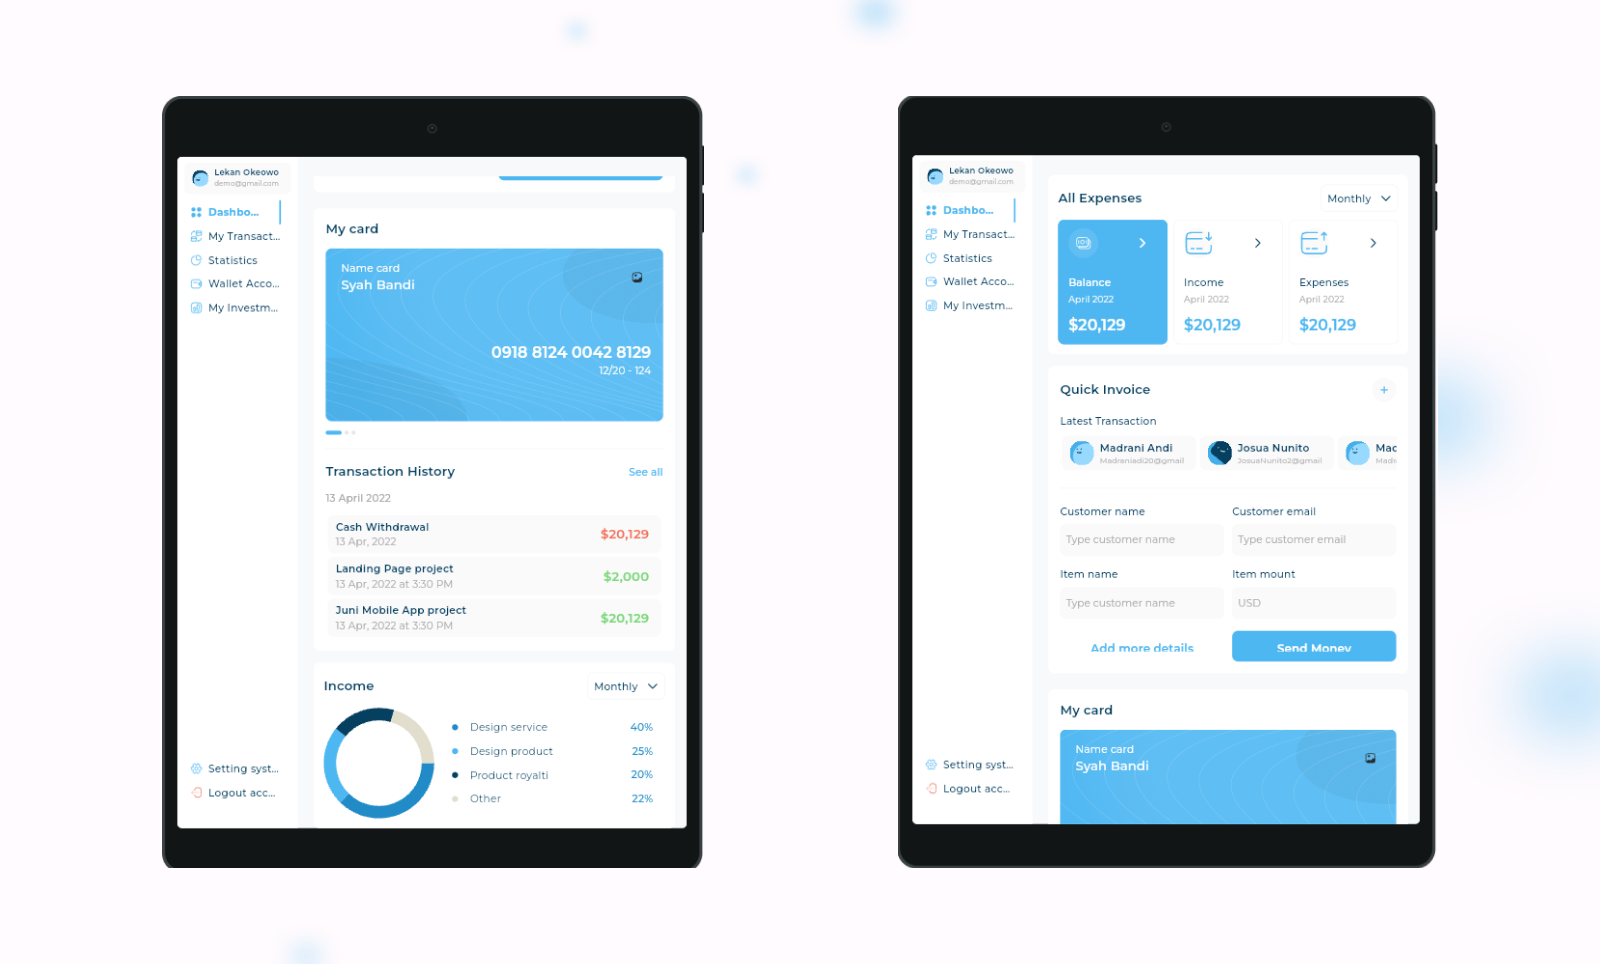 Lekan Okeowo
demo@gmail.com
Dashbo...
My Transact...
Statistics
Wallet Acco...
My Investm...
Setting syst...
Logout acc...
My card
Name card
Syah Bandi
0918 8124 0042 8129
12/20 - 124
Transaction History
See all
13 April 2022
Cash Withdrawal
13 Apr, 2022
$20,129
Landing Page project
13 Apr, 2022 at 3:30 PM
$2,000
Juni Mobile App project
13 Apr, 2022 at 3:30 PM
$20,129
Income
Monthly
Design service 40%
Design product 25%
Product royalti 20%
Other 22%
Lekan Okeowo
demo@gmail.com
Dashbo...
My Transact...
Statistics
Wallet Acco...
My Investm...
Setting syst...
Logout acc...
All Expenses
Monthly
Balance
April 2022
$20,129
Income
April 2022
$20,129
Expenses
April 2022
$20,129
Quick Invoice
+
Latest Transaction
Madrani Andi
Madraniadi20@gmail
Josua Nunito
JosuaNunito2@gmail
Mac
Madr
Customer name
Type customer name
Customer email
Type customer email
Item name
Type customer name
Item mount
USD
Add more details
Send Money
My card
Name card
Syah Bandi